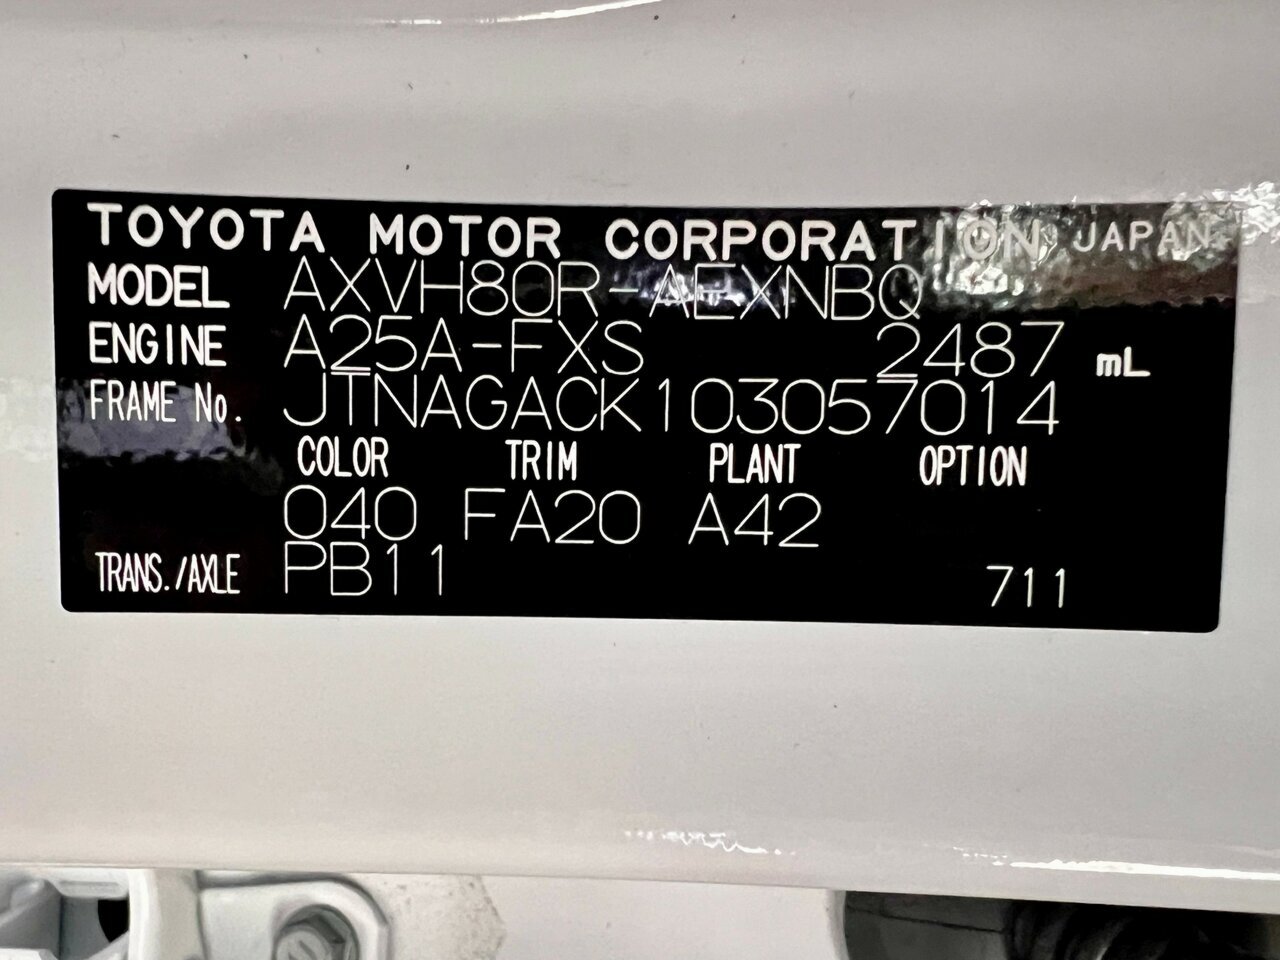 TOYOTA MOTOR CORPORATION JAPAN
MODEL AXVH80R-AEXNBQ
ENGINE A25A-FXS 2487 mL
FRAME No. JTNAGACK103057014
COLOR TRIM PLANT OPTION
040 FA20 A42
TRANS./AXLE PB11 711